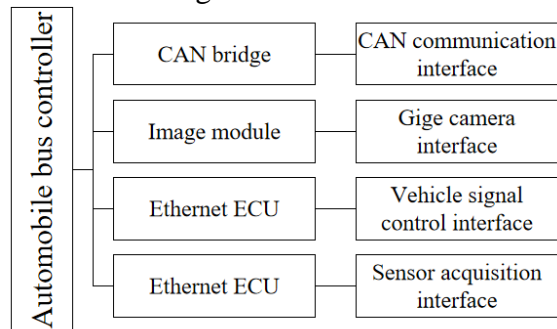 Automobile bus controller
CAN bridge
CAN communication
interface
Image module
Gige camera
interface
Ethernet ECU
Vehicle signal
control interface
Ethernet ECU
Sensor acquisition
interface